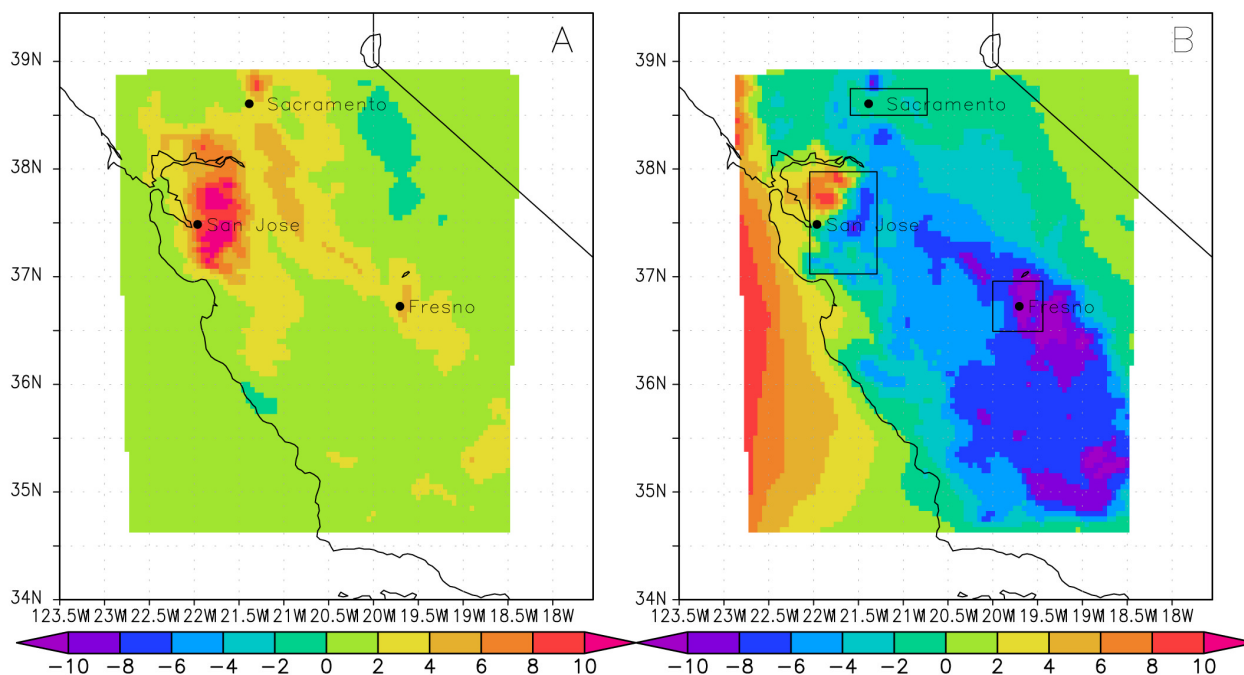 A
39N
Sacramento
38N
San Jose
37N
Fresno
36N
35N
34N
123.5W 123W 122.5W 122W 121.5W 121W 120.5W 120W 119.5W 119W 118.5W 118W
−10 −8 −6 −4 −2 0 2 4 6 8 10
B
39N
Sacramento
38N
San Jose
37N
Fresno
36N
35N
34N
123.5W 123W 122.5W 122W 121.5W 121W 120.5W 120W 119.5W 119W 118.5W 118W
−10 −8 −6 −4 −2 0 2 4 6 8 10